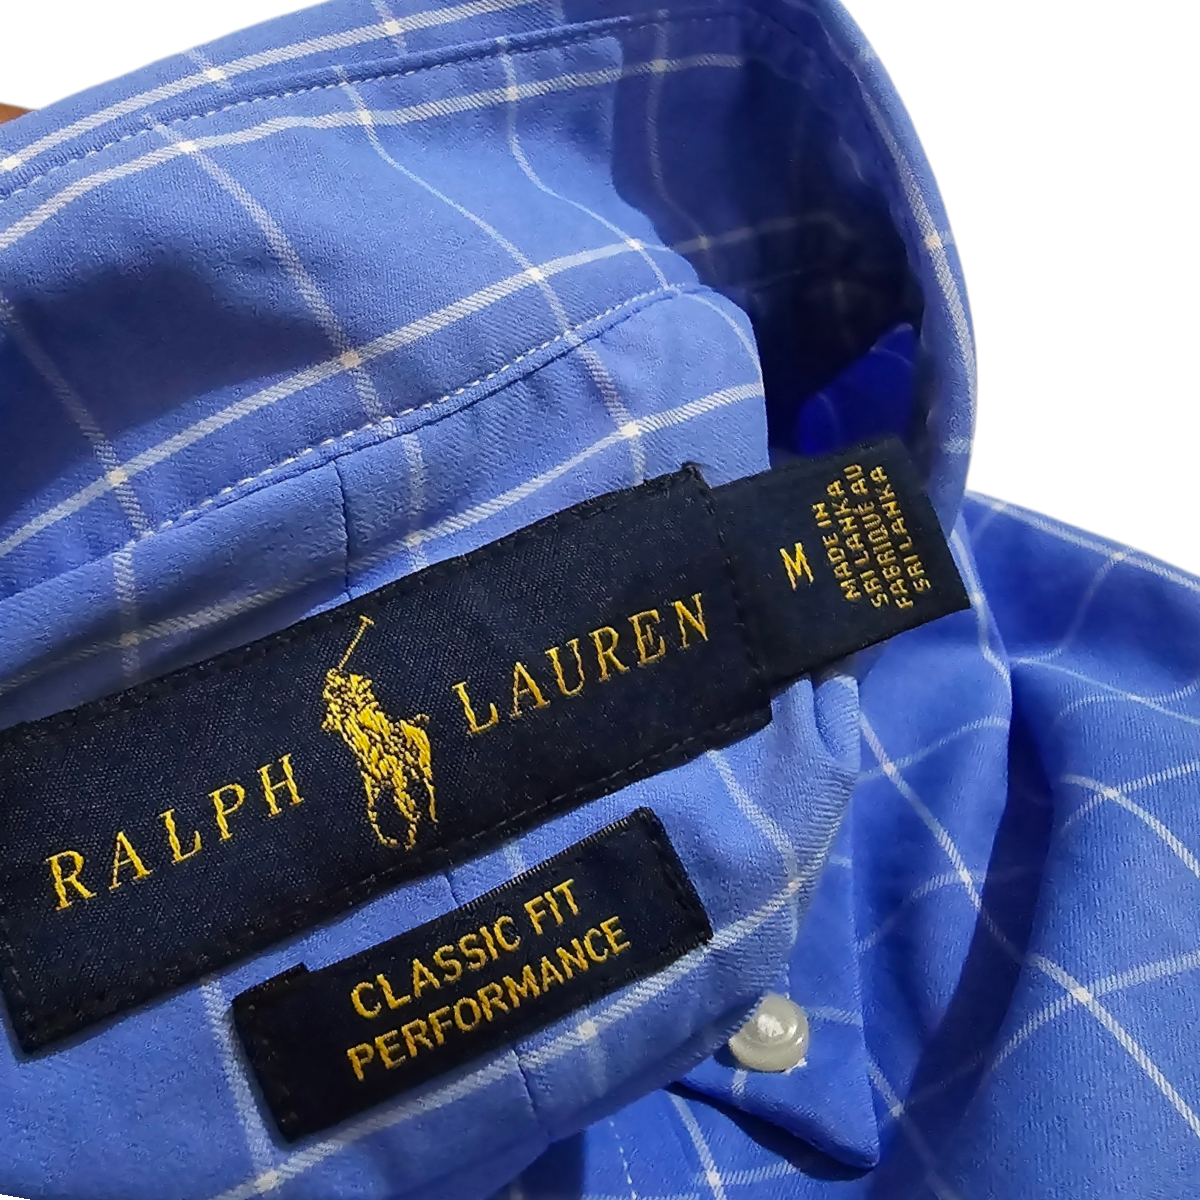 RALPH LAUREN
M
MADE IN
SRI LANKA
FABRIQUE AU
SRI LANKA
CLASSIC FIT
PERFORMANCE